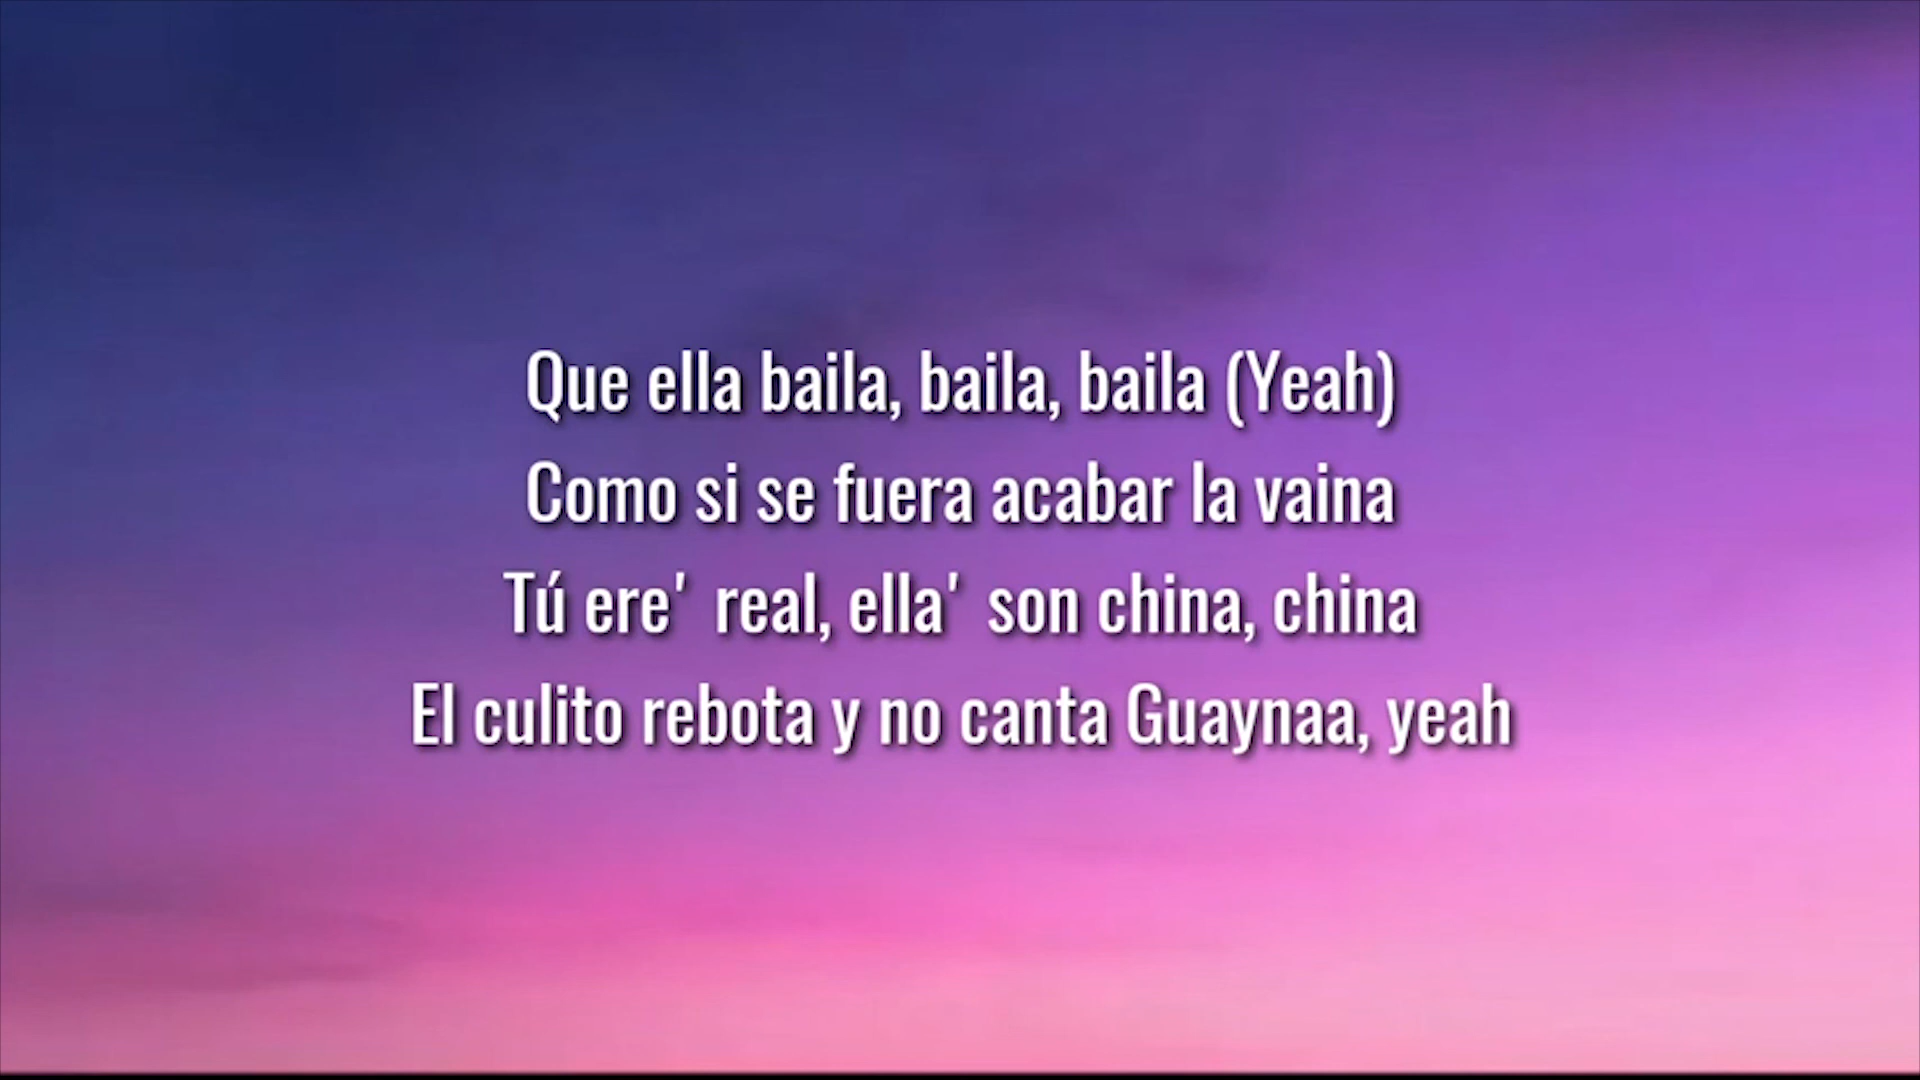 Que ella baila, baila, baila (Yeah)
Como si se fuera acabar la vaina
Tú ere' real, ella' son china, china
El culito rebota y no canta Guaynaa, yeah